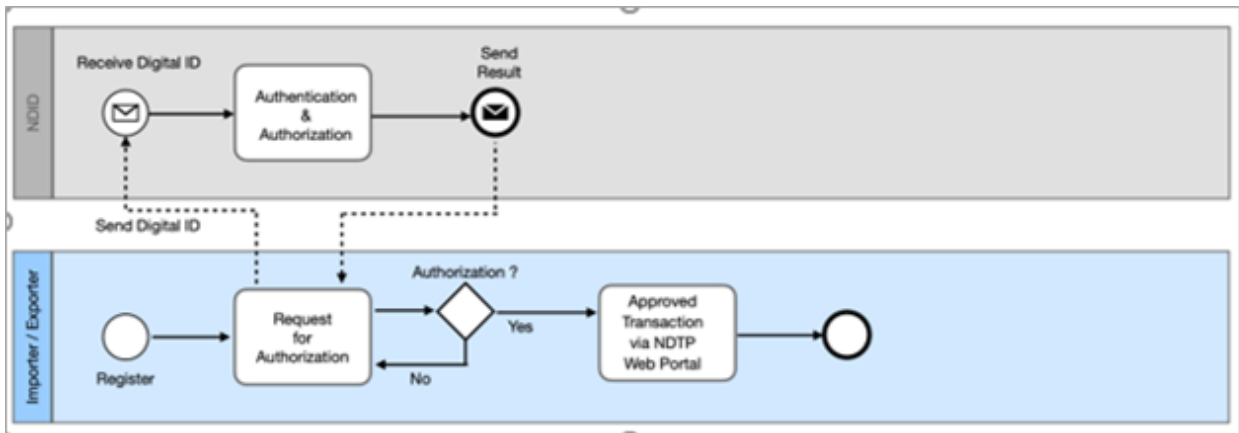 NDID
Receive Digital ID
Authentication
&
Authorization
Send
Result
Send Digital ID
Importer / Exporter
Register
Request
for
Authorization
Authorization ?
Yes
No
Approved
Transaction
via NDTP
Web Portal